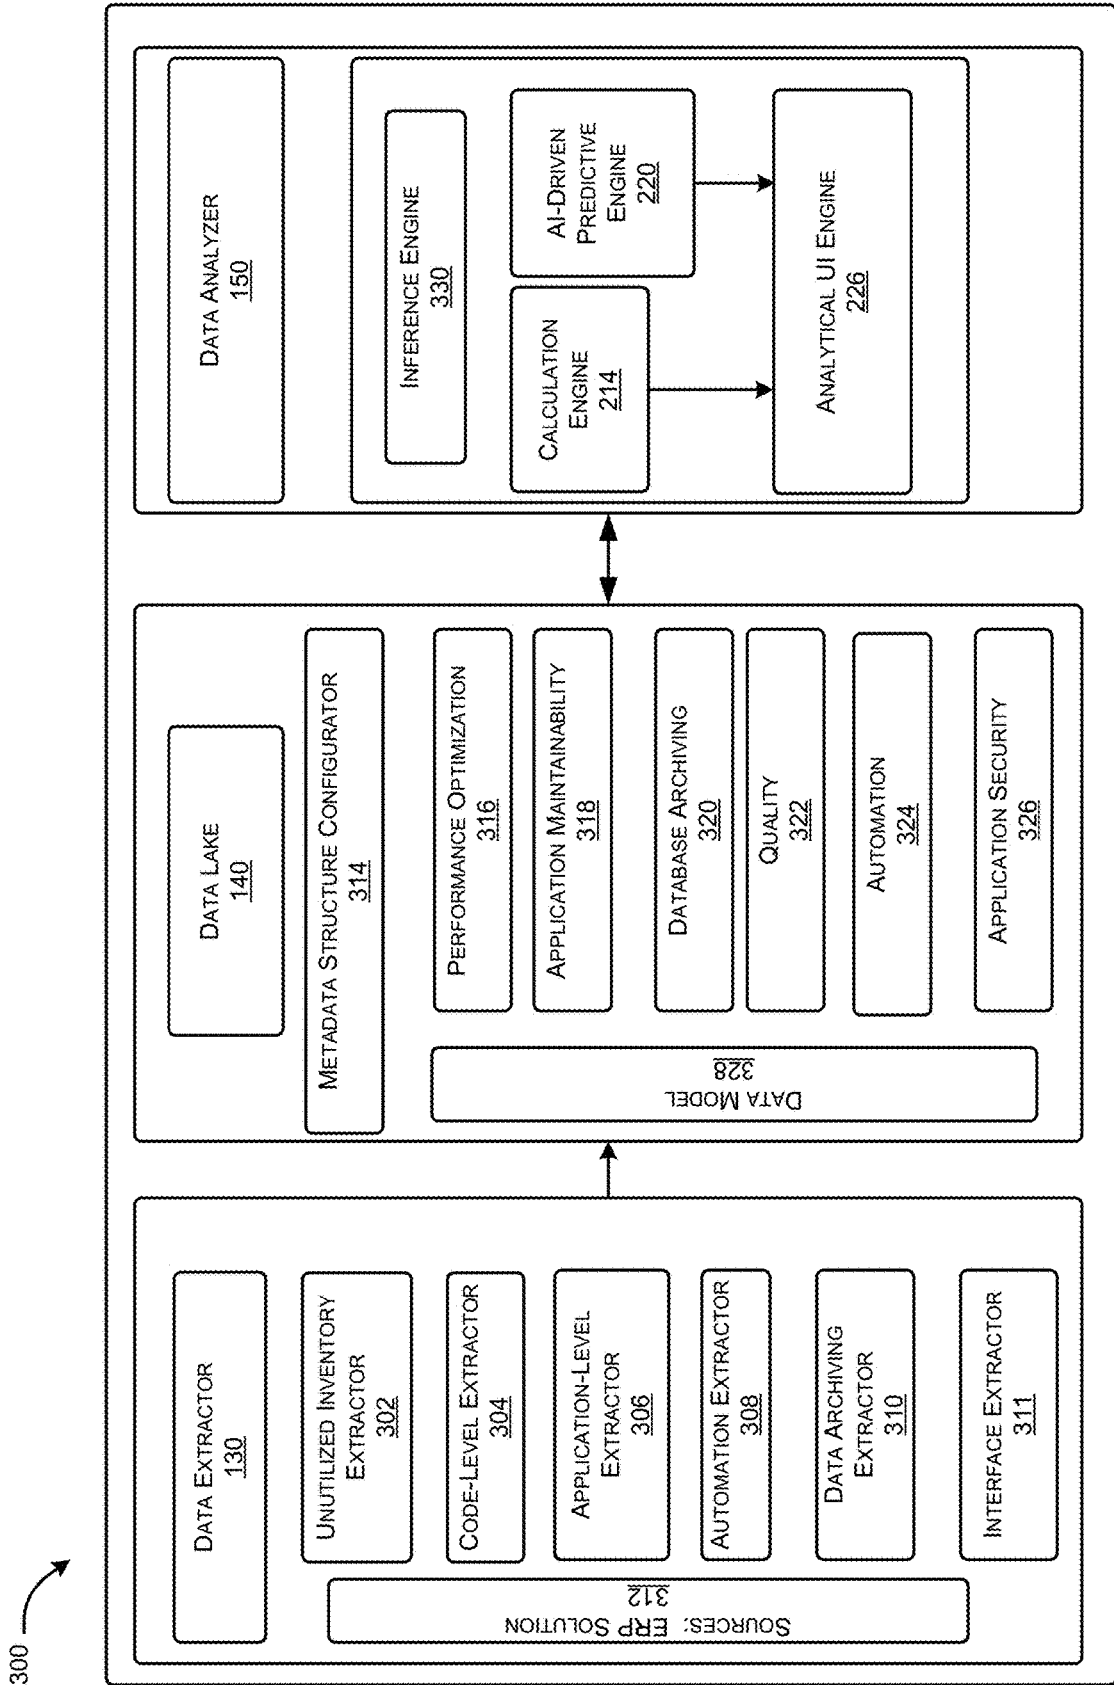 300
DATA EXTRACTOR
130
UNUTILIZED INVENTORY
EXTRACTOR
302
CODE-LEVEL EXTRACTOR
304
APPLICATION-LEVEL
EXTRACTOR
306
AUTOMATION EXTRACTOR
308
DATA ARCHIVING
EXTRACTOR
310
INTERFACE EXTRACTOR
311
SOURCES: ERP SOLUTION
312
DATA LAKE
140
METADATA STRUCTURE CONFIGURATOR
314
PERFORMANCE OPTIMIZATION
316
APPLICATION MAINTAINABILITY
318
DATABASE ARCHIVING
320
QUALITY
322
AUTOMATION
324
APPLICATION SECURITY
326
DATA MODEL
328
DATA ANALYZER
150
INFERENCE ENGINE
330
CALCULATION
ENGINE
214
AI-DRIVEN
PREDICTIVE
ENGINE
220
ANALYTICAL UI ENGINE
226